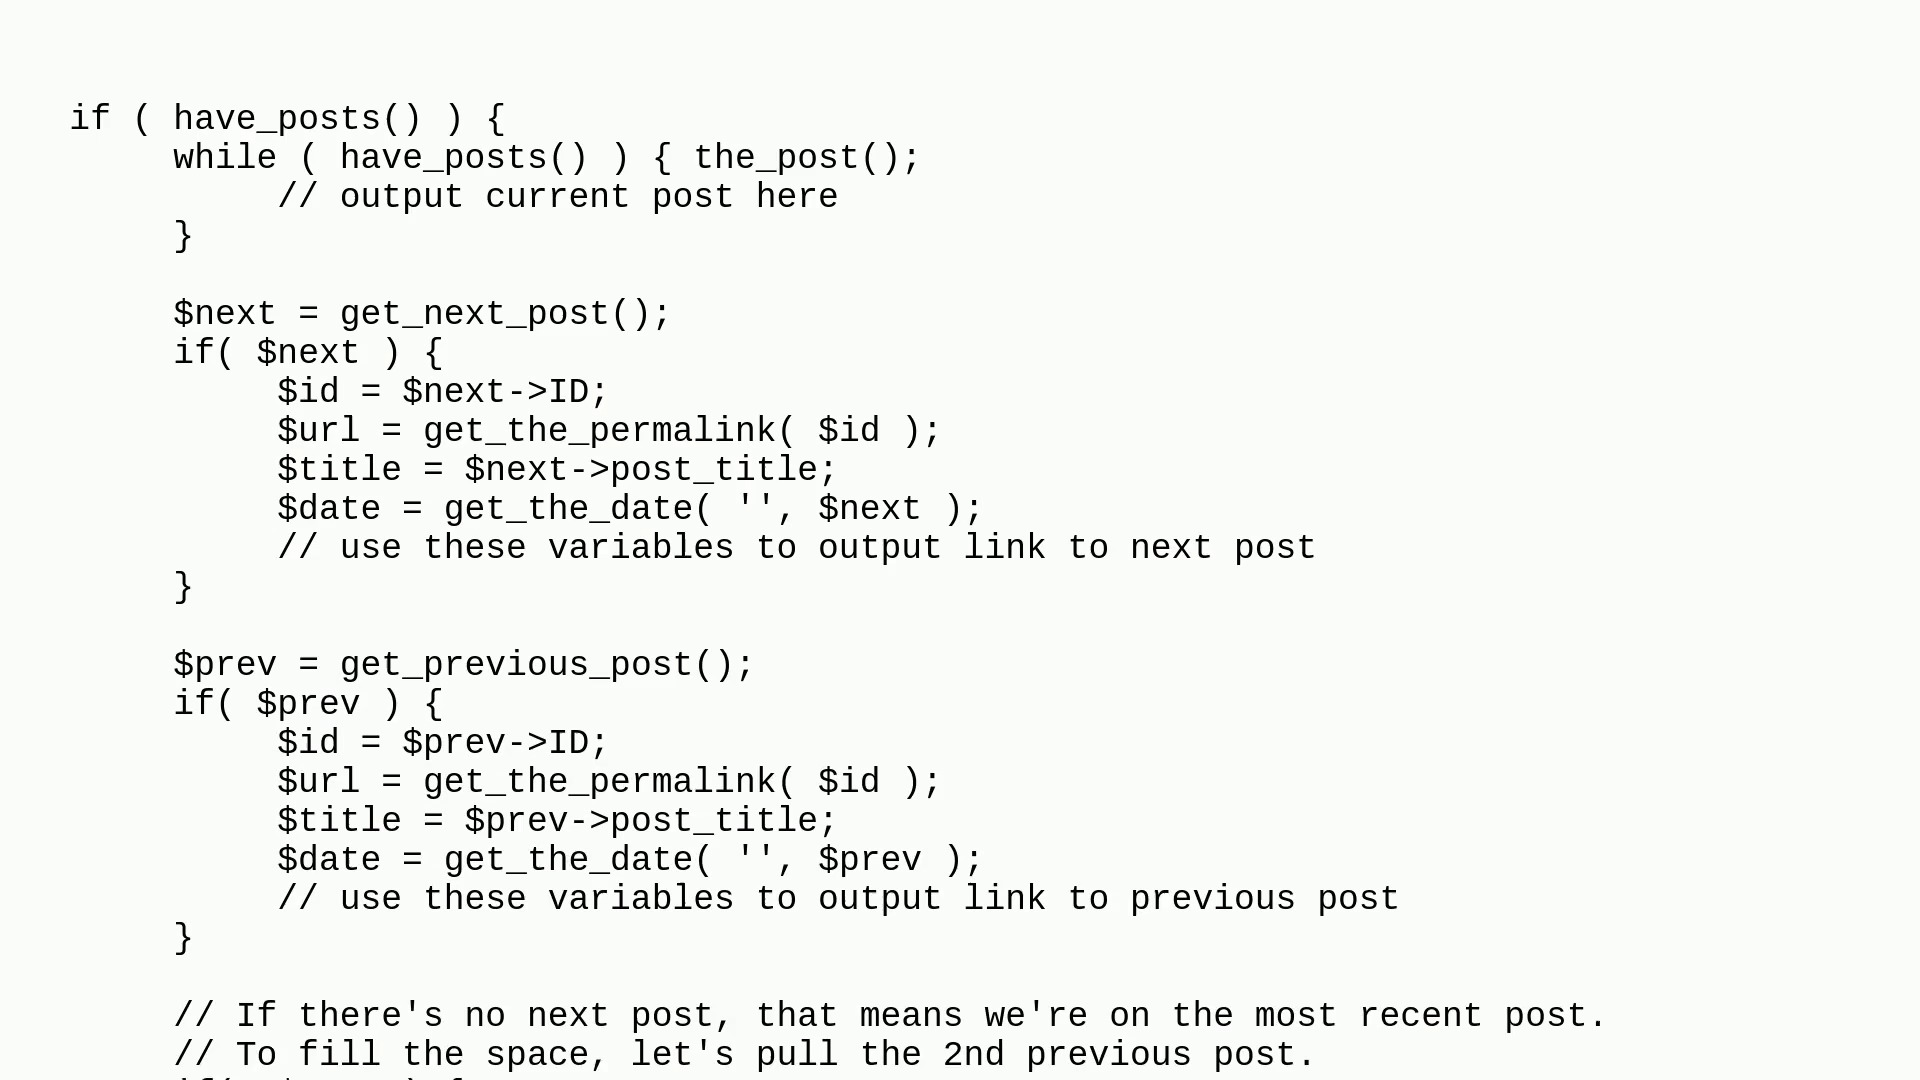 if ( have_posts() ) {
     while ( have_posts() ) { the_post();
          // output current post here
     }

     $next = get_next_post();
     if( $next ) {
          $id = $next->ID;
          $url = get_the_permalink( $id );
          $title = $next->post_title;
          $date = get_the_date( '', $next );
          // use these variables to output link to next post
     }

     $prev = get_previous_post();
     if( $prev ) {
          $id = $prev->ID;
          $url = get_the_permalink( $id );
          $title = $prev->post_title;
          $date = get_the_date( '', $prev );
          // use these variables to output link to previous post
     }

     // If there's no next post, that means we're on the most recent post.
     // To fill the space, let's pull the 2nd previous post.